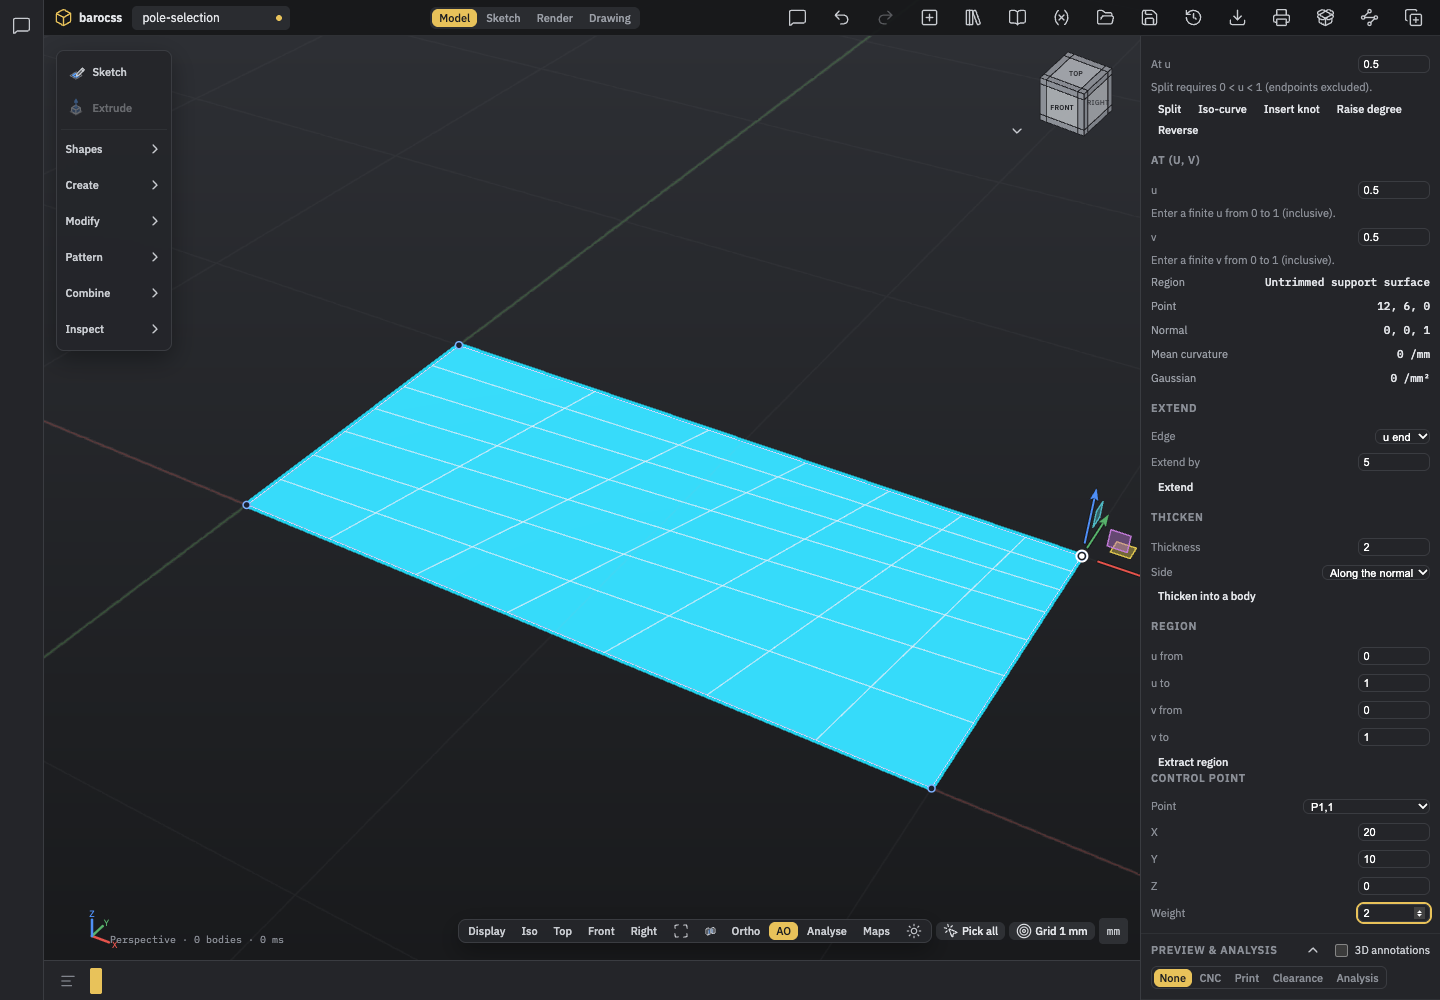 barocss
pole-selection
Model
Sketch
Render
Drawing
Sketch
Extrude
Shapes
Create
Modify
Pattern
Combine
Inspect
TOP
FRONT
RIGHT
At u
0.5
Split requires 0 < u < 1 (endpoints excluded).
Split
Iso-curve
Insert knot
Raise degree
Reverse
AT (U, V)
u
0.5
Enter a finite u from 0 to 1 (inclusive).
v
0.5
Enter a finite v from 0 to 1 (inclusive).
Region
Untrimmed support surface
Point
12, 6, 0
Normal
0, 0, 1
Mean curvature
0 /mm
Gaussian
0 /mm²
EXTEND
Edge
u end
Extend by
5
Extend
THICKEN
Thickness
2
Side
Along the normal
Thicken into a body
REGION
u from
0
u to
1
v from
0
v to
1
Extract region
CONTROL POINT
Point
P1,1
X
20
Y
10
Z
0
Weight
2
PREVIEW & ANALYSIS
3D annotations
None
CNC
Print
Clearance
Analysis
Z
Y
X
Perspective · 0 bodies · 0 ms
Display
Iso
Top
Front
Right
Ortho
AO
Analyse
Maps
Pick all
Grid 1 mm
mm